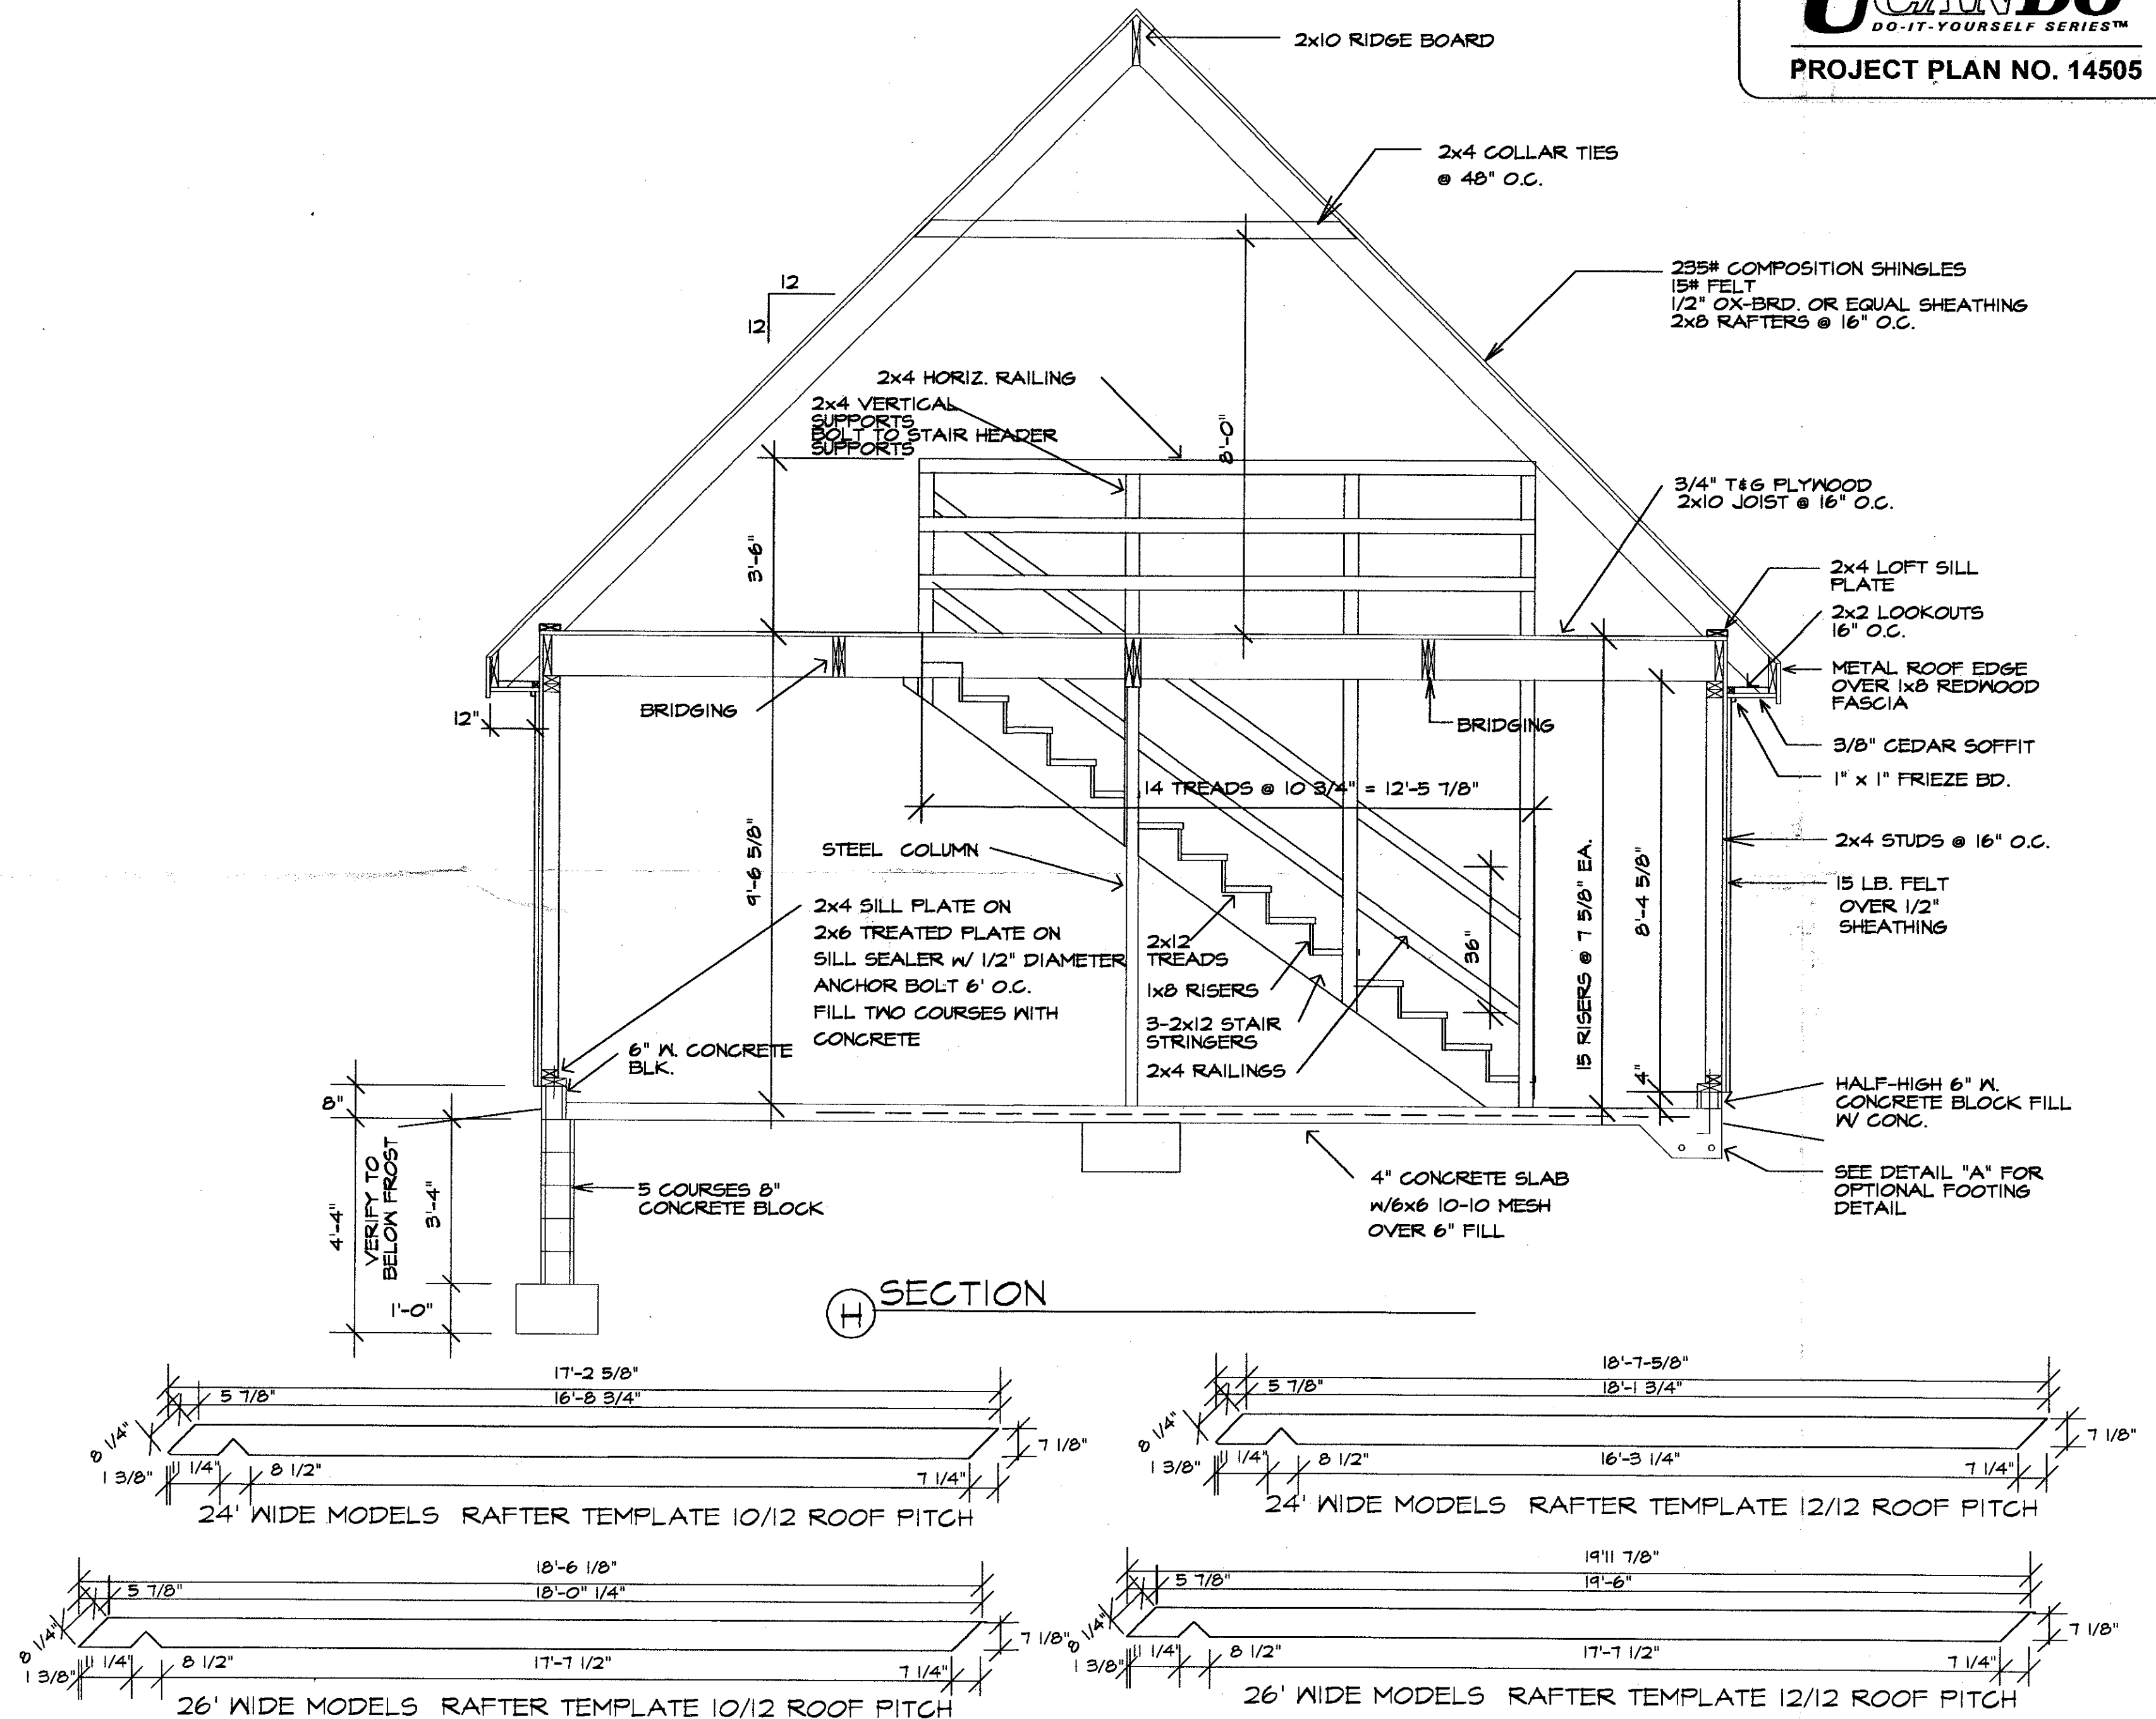 UCANDO
DO-IT-YOURSELF SERIES™
PROJECT PLAN NO. 14505
2x10 RIDGE BOARD
2x4 COLLAR TIES
@ 48" O.C.
235# COMPOSITION SHINGLES
15# FELT
1/2" OX-BRD. OR EQUAL SHEATHING
2x8 RAFTERS @ 16" O.C.
12
12
2x4 HORIZ. RAILING
2x4 VERTICAL
SUPPORTS
BOLT TO STAIR HEADER
SUPPORTS
8'-0"
3'-6"
3/4" T&G PLYWOOD
2x10 JOIST @ 16" O.C.
2x4 LOFT SILL
PLATE
2x2 LOOKOUTS
16" O.C.
METAL ROOF EDGE
OVER 1x8 REDWOOD
FASCIA
3/8" CEDAR SOFFIT
1" x 1" FRIEZE BD.
12"
BRIDGING
BRIDGING
14 TREADS @ 10 3/4" = 12'-5 7/8"
9'-6 5/8"
STEEL COLUMN
2x4 SILL PLATE ON
2x6 TREATED PLATE ON
SILL SEALER W/ 1/2" DIAMETER
ANCHOR BOLT 6' O.C.
FILL TWO COURSES WITH
CONCRETE
2x12
TREADS
1x8 RISERS
3-2x12 STAIR
STRINGERS
2x4 RAILINGS
36"
15 RISERS @ 7 5/8" EA.
8'-4 5/8"
4"
2x4 STUDS @ 16" O.C.
15 LB. FELT
OVER 1/2"
SHEATHING
6" W. CONCRETE
BLK.
8"
VERIFY TO
BELOW FROST
4'-4"
3'-4"
1'-0"
5 COURSES 8"
CONCRETE BLOCK
HALF-HIGH 6" W.
CONCRETE BLOCK FILL
W/ CONC.
SEE DETAIL "A" FOR
OPTIONAL FOOTING
DETAIL
4" CONCRETE SLAB
W/6x6 10-10 MESH
OVER 6" FILL
H SECTION
17'-2 5/8"
5 7/8" 16'-8 3/4"
8 1/4"
7 1/8"
1 3/8" 11 1/4" 8 1/2" 7 1/4"
24' WIDE MODELS RAFTER TEMPLATE 10/12 ROOF PITCH
18'-7-5/8"
5 7/8" 18'-1 3/4"
8 1/4"
7 1/8"
1 3/8" 11 1/4" 8 1/2" 16'-3 1/4" 7 1/4"
24' WIDE MODELS RAFTER TEMPLATE 12/12 ROOF PITCH
18'-6 1/8"
5 7/8" 18'-0" 1/4"
8 1/4"
7 1/8"
1 3/8" 11 1/4" 8 1/2" 17'-7 1/2" 7 1/4"
26' WIDE MODELS RAFTER TEMPLATE 10/12 ROOF PITCH
19'11 7/8"
5 7/8" 19'-6"
8 1/4"
7 1/8"
1 3/8" 11 1/4" 8 1/2" 17'-7 1/2" 7 1/4"
26' WIDE MODELS RAFTER TEMPLATE 12/12 ROOF PITCH